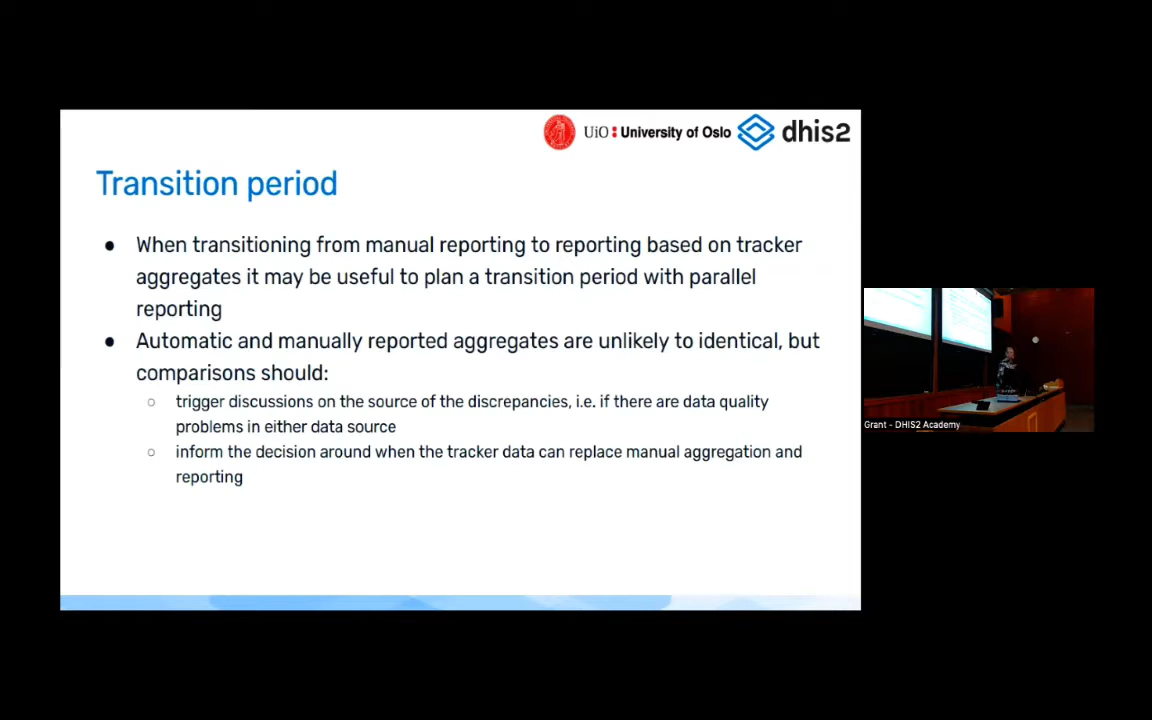 UiO: University of Oslo
dhis2
Transition period
● When transitioning from manual reporting to reporting based on tracker
aggregates it may be useful to plan a transition period with parallel
reporting
● Automatic and manually reported aggregates are unlikely to identical, but
comparisons should:
○ trigger discussions on the source of the discrepancies, i.e. if there are data quality
problems in either data source
○ inform the decision around when the tracker data can replace manual aggregation and
reporting
Grant - DHIS2 Academy